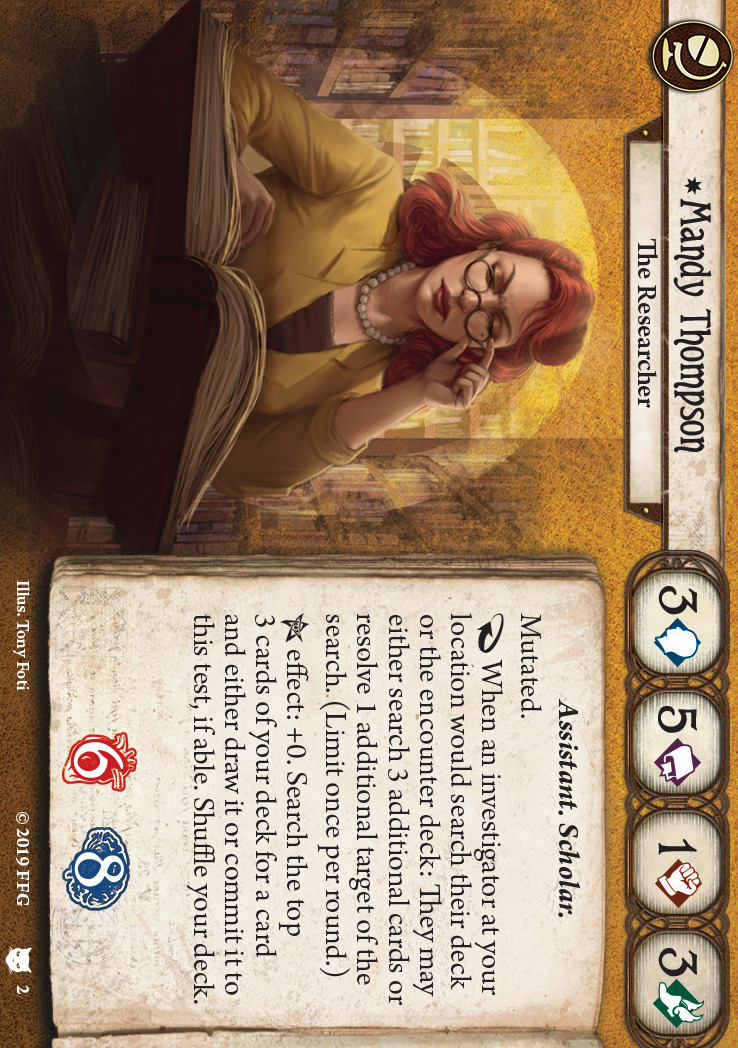 Mandy Thompson
The Researcher
3 5 1 3
Assistant. Scholar.
Mutated.
When an investigator at your
location would search their deck
or the encounter deck: They may
either search 3 additional cards or
resolve 1 additional target of the
search. (Limit once per round.)
effect: +0. Search the top
3 cards of your deck for a card
and either draw it or commit it to
this test, if able. Shuffle your deck.
6 8
Illus. Tony Foti © 2019 FFG 2